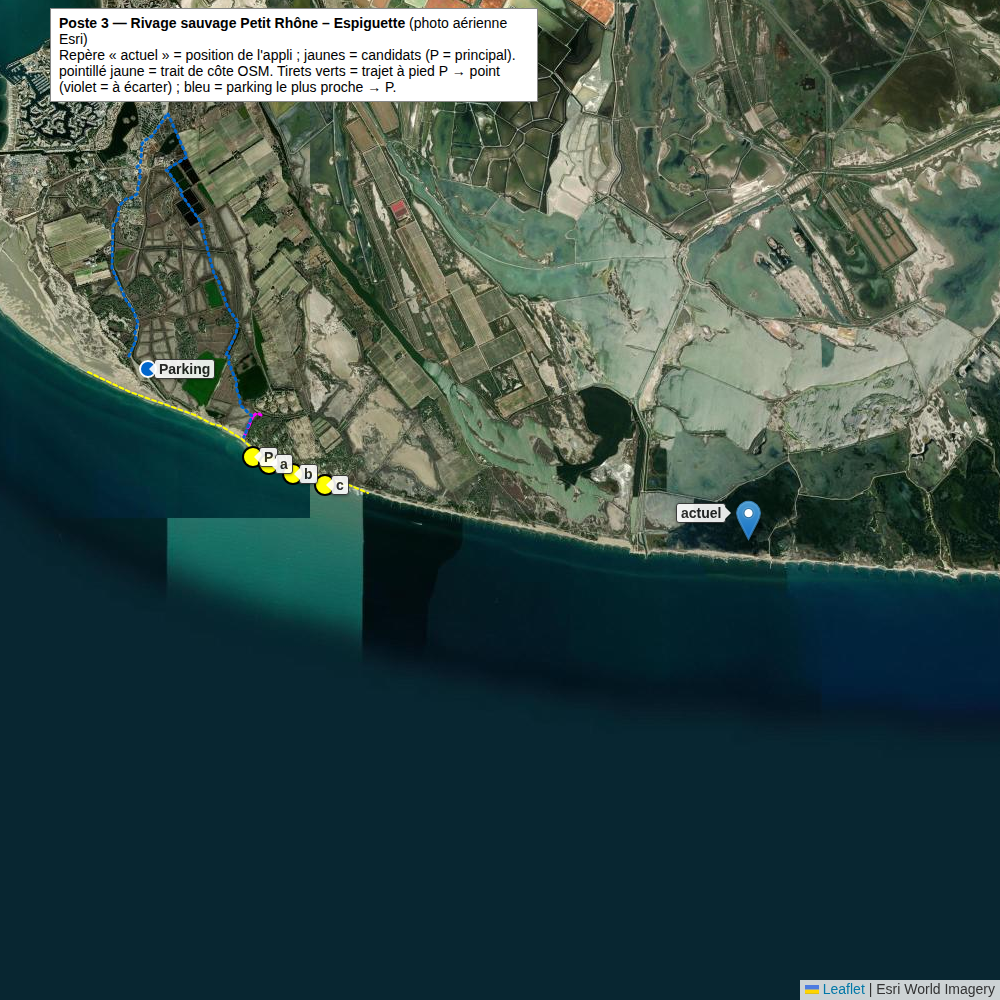 Poste 3 — Rivage sauvage Petit Rhône – Espiguette (photo aérienne
Esri)
Repère « actuel » = position de l'appli ; jaunes = candidats (P = principal).
pointillé jaune = trait de côte OSM. Tirets verts = trajet à pied P → point
(violet = à écarter) ; bleu = parking le plus proche → P.
Parking
P
a
b
c
actuel
Leaflet | Esri World Imagery